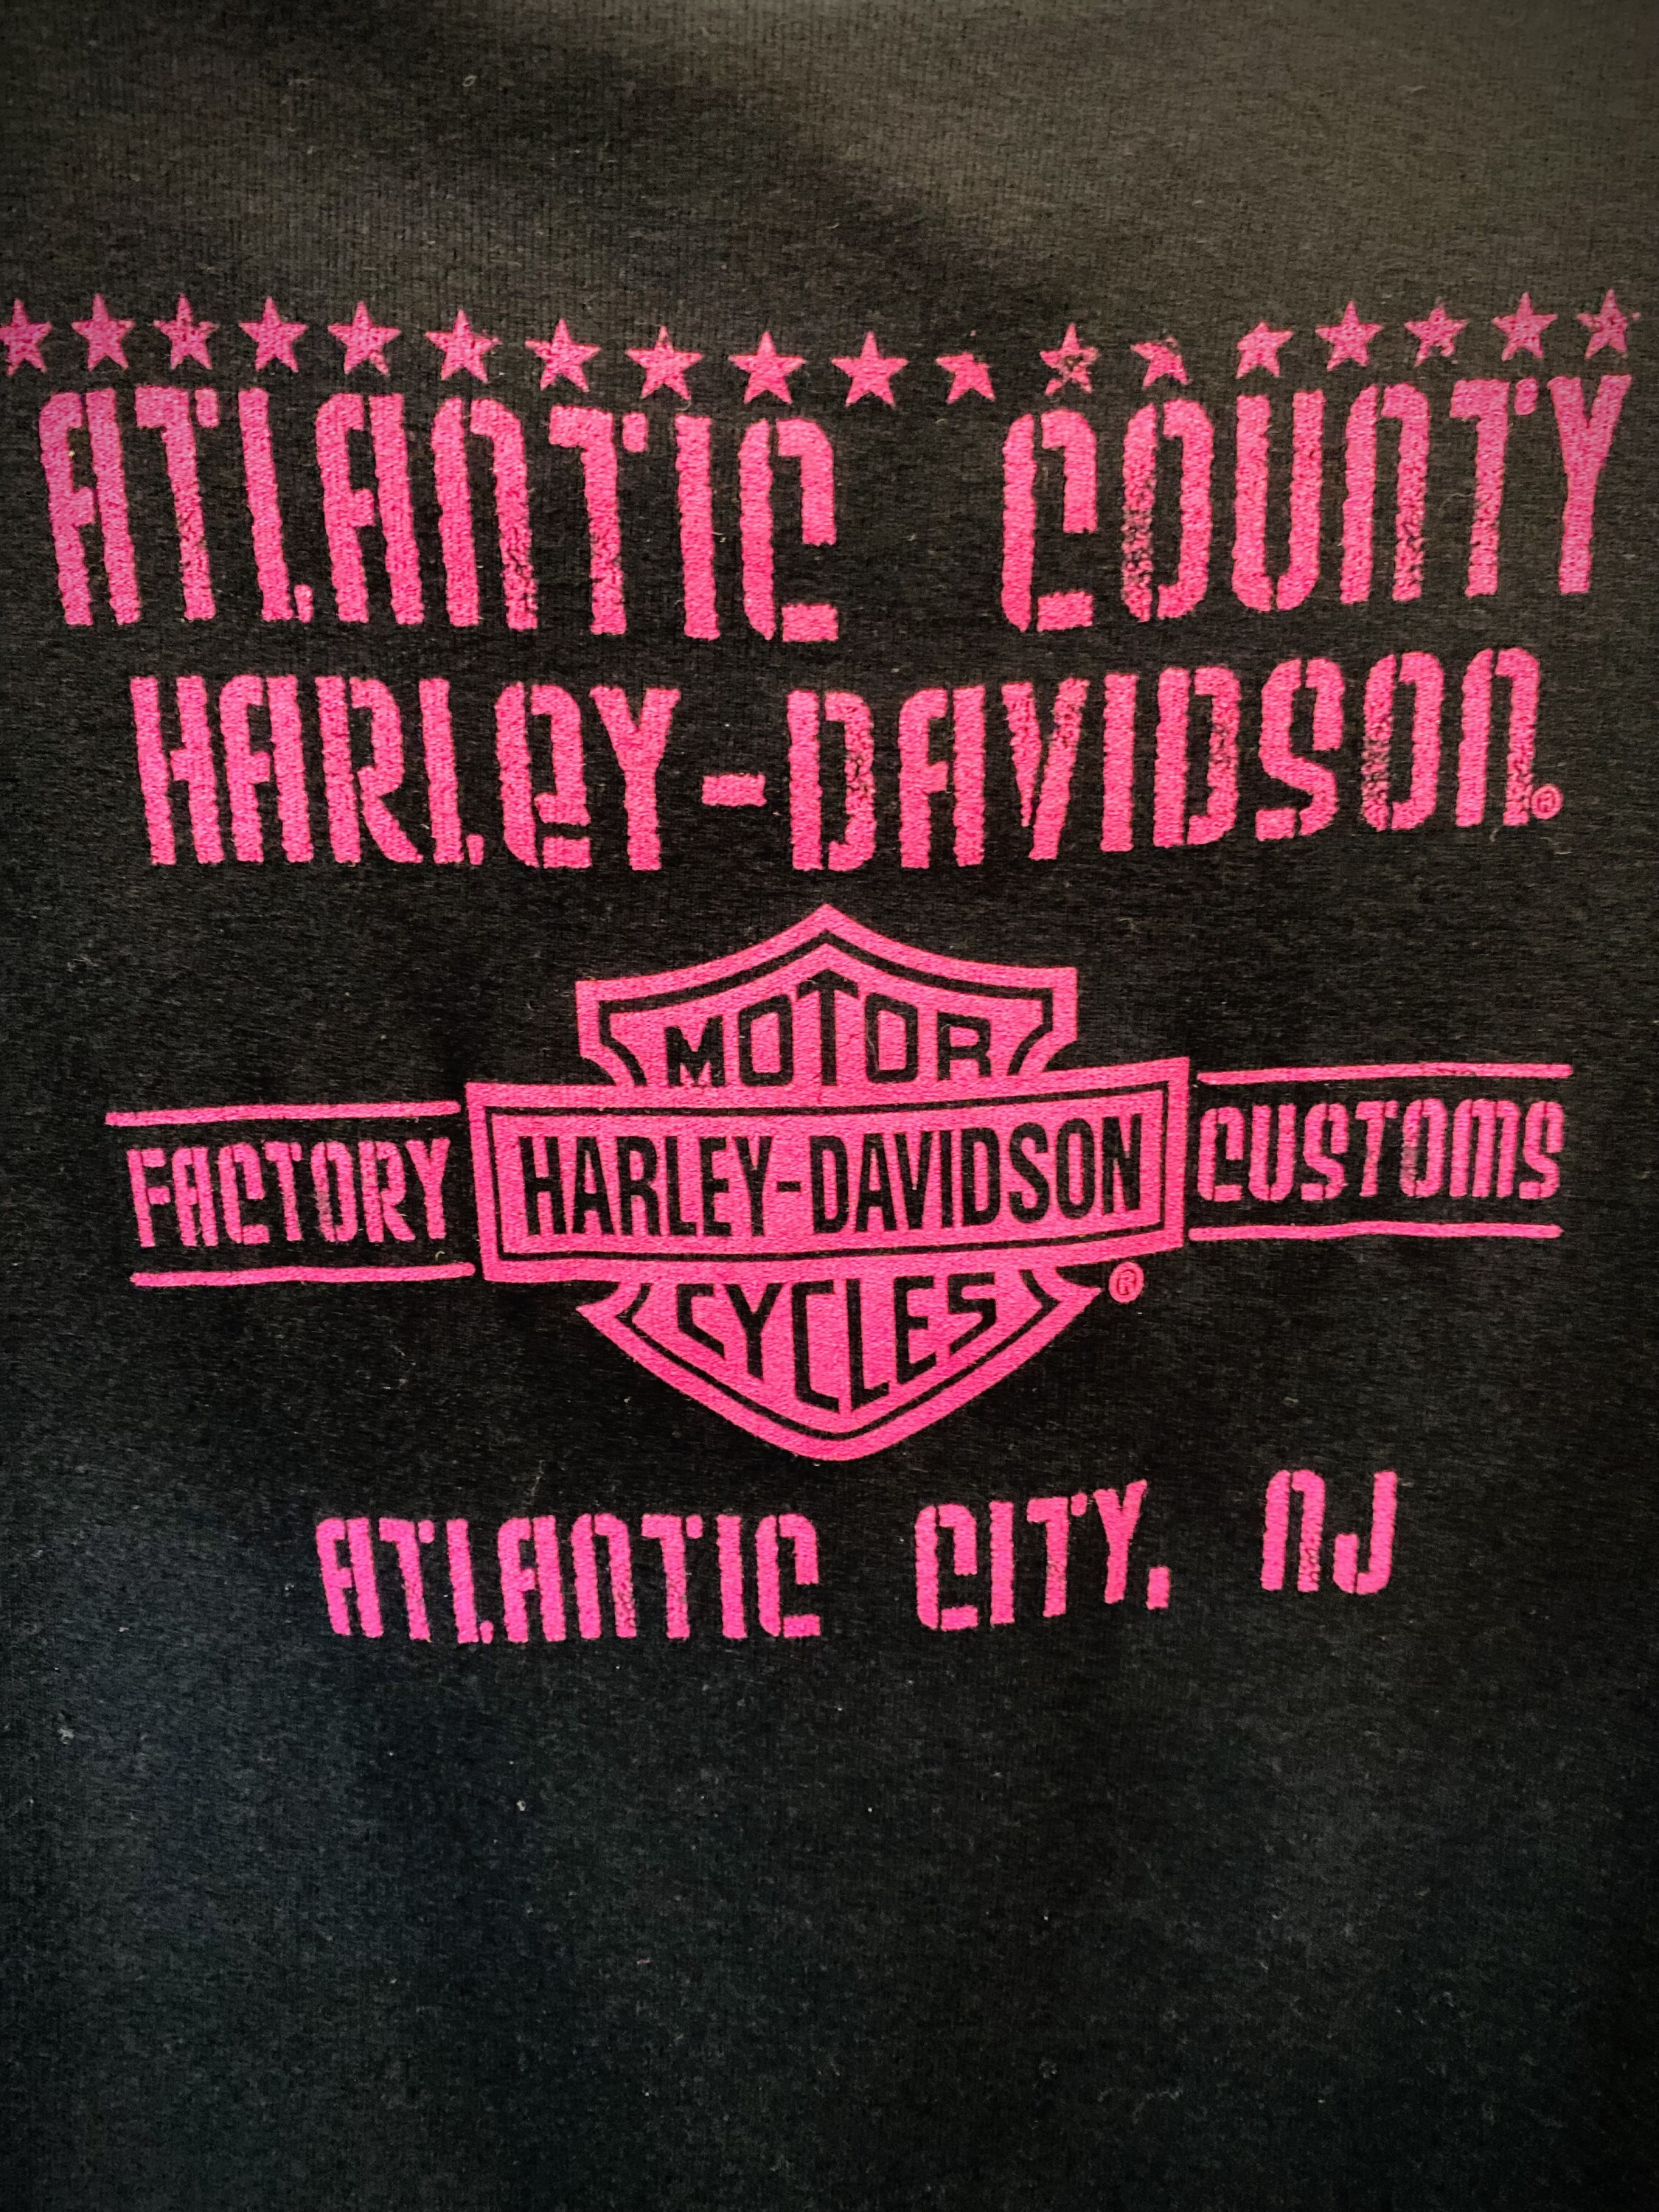 ATLANTIC COUNTY
HARLEY-DAVIDSON®
MOTOR
FACTORY HARLEY-DAVIDSON CUSTOMS
CYCLES ®
ATLANTIC CITY, NJ